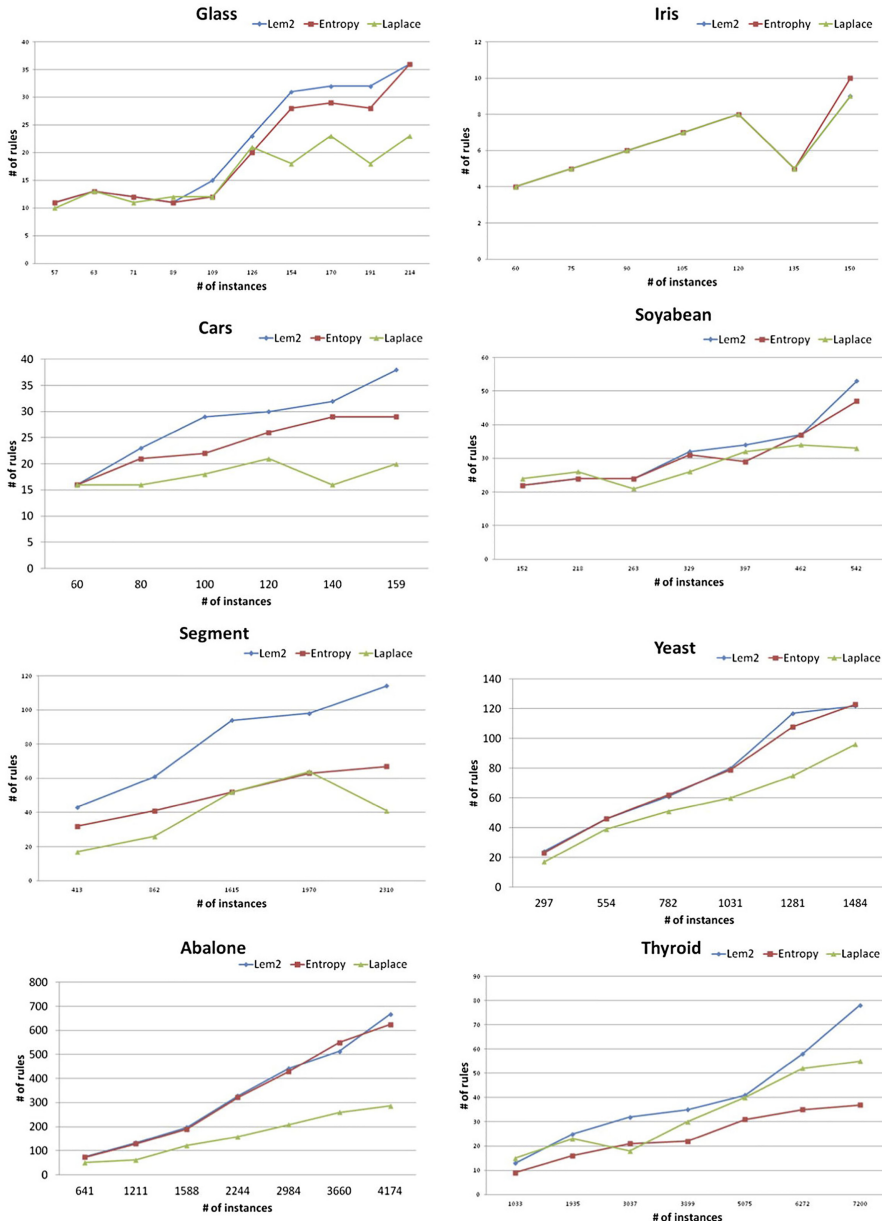 Glass
Lem2 Entropy Laplace
# of rules
40
35
30
25
20
15
10
5
0
57 63 71 89 109 126 154 170 191 214
# of instances
Iris
Lem2 Entrophy Laplace
# of rules
12
10
8
6
4
2
0
60 75 90 105 120 135 150
# of instances
Cars
Lem2 Entopy Laplace
# of rules
40
35
30
25
20
15
10
5
0
60 80 100 120 140 159
# of instances
Soyabean
Lem2 Entropy Laplace
# of rules
60
50
40
30
20
10
0
152 210 263 329 397 462 542
# of instances
Segment
Lem2 Entropy Laplace
# of rules
120
100
80
60
40
20
0
413 862 1615 1970 2310
# of instances
Yeast
Lem2 Entopy Laplace
# of rules
140
120
100
80
60
40
20
0
297 554 782 1031 1281 1484
# of instances
Abalone
Lem2 Entropy Laplace
# of rules
800
700
600
500
400
300
200
100
0
641 1211 1588 2244 2984 3660 4174
# of instances
Thyroid
Lem2 Entropy Laplace
# of rules
90
80
70
60
50
40
30
20
10
0
1033 1935 3037 3899 5075 6272 7200
# of instances